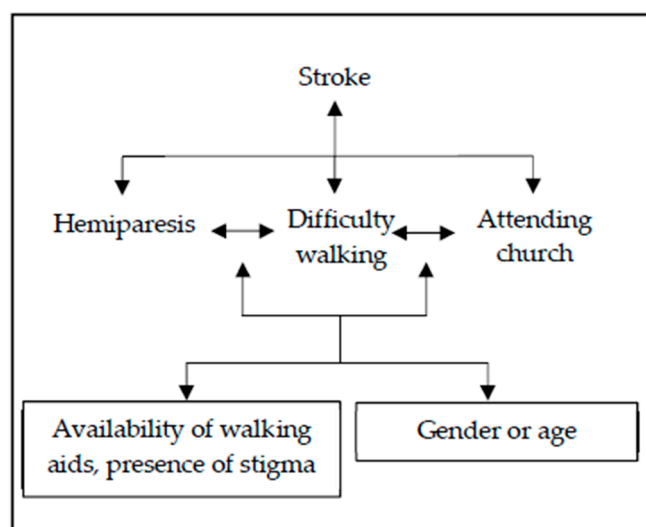 Stroke
Hemiparesis
Difficulty
walking
Attending
church
Availability of walking
aids, presence of stigma
Gender or age